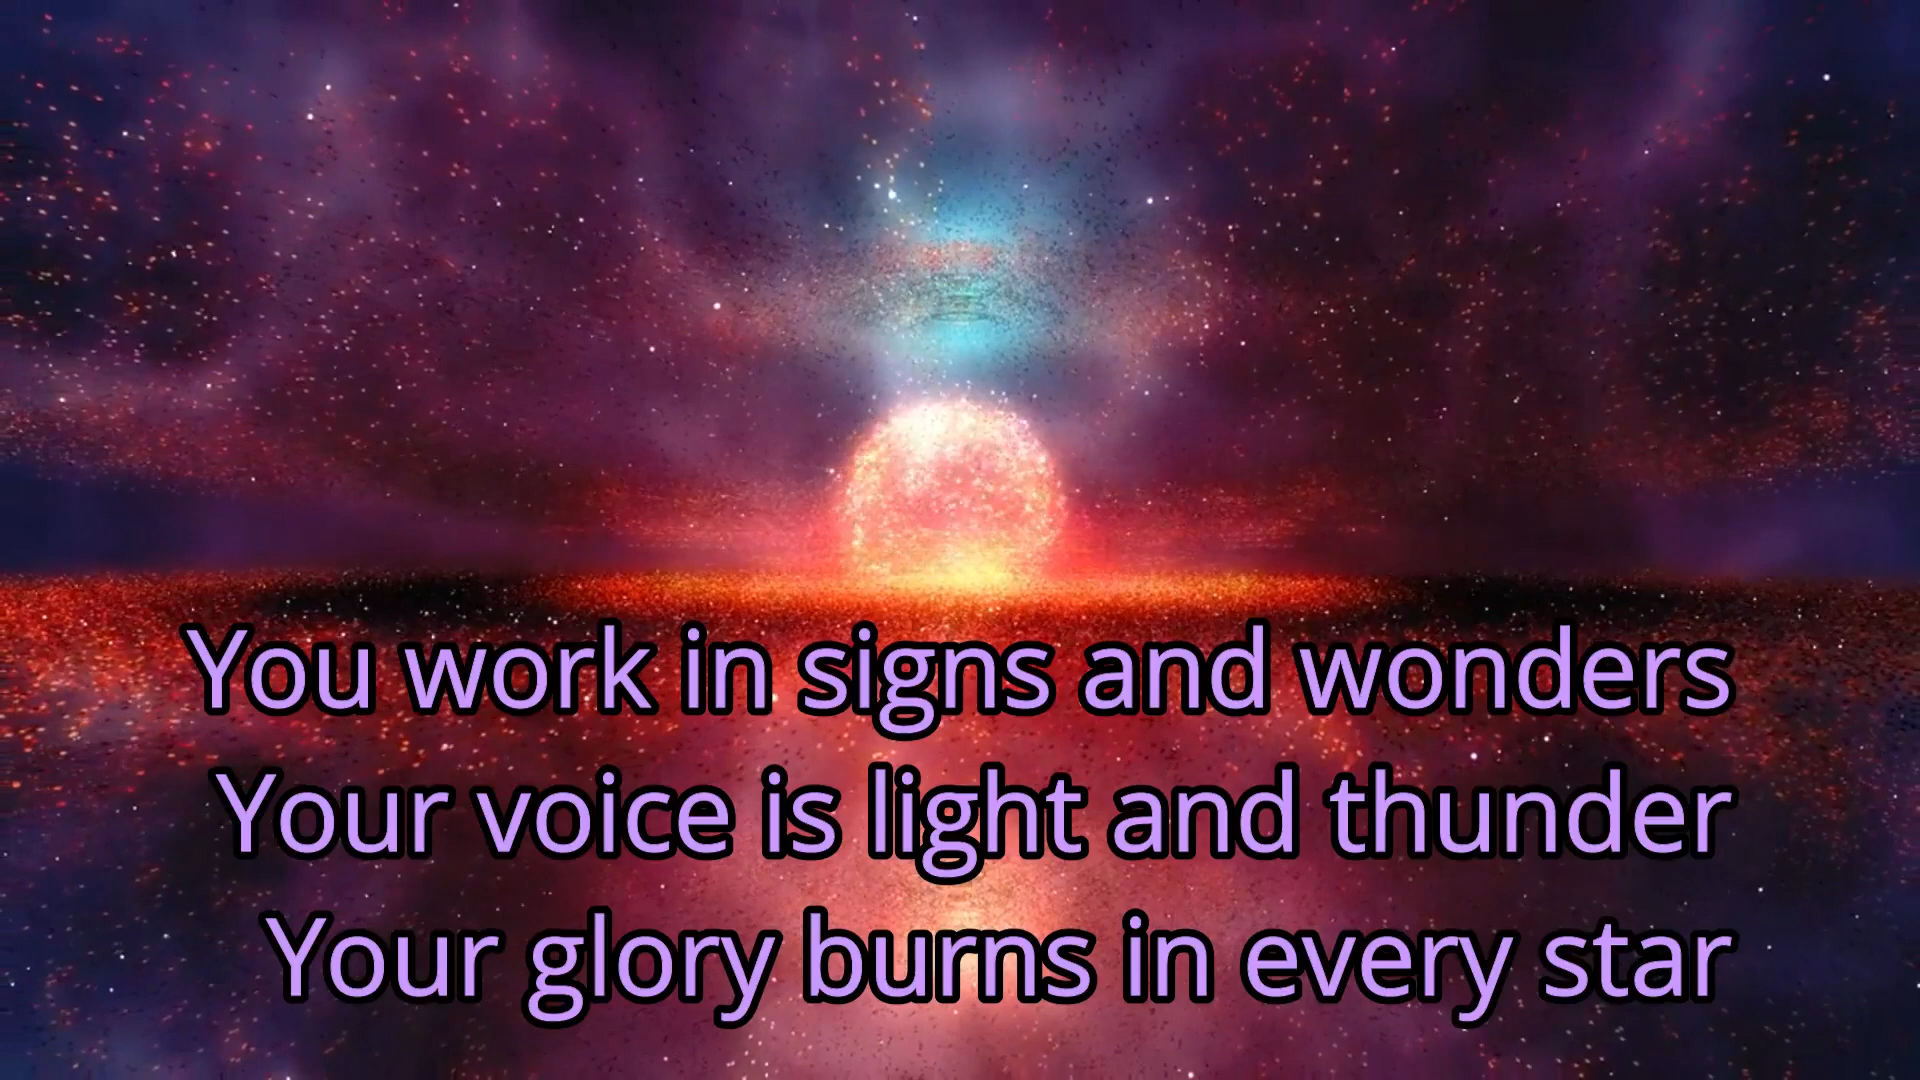 You work in signs and wonders
Your voice is light and thunder
Your glory burns in every star